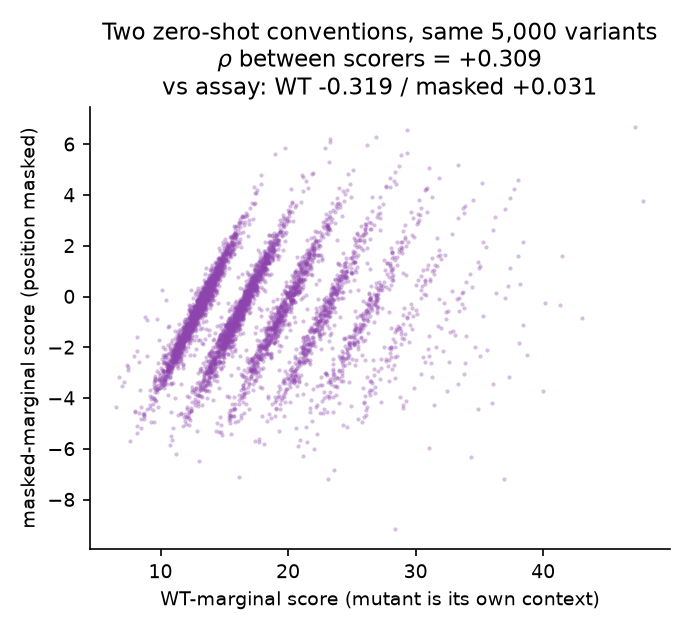 Two zero-shot conventions, same 5,000 variants
ρ between scorers = +0.309
vs assay: WT -0.319 / masked +0.031
masked-marginal score (position masked)
6
4
2
0
−2
−4
−6
−8
10
20
30
40
WT-marginal score (mutant is its own context)